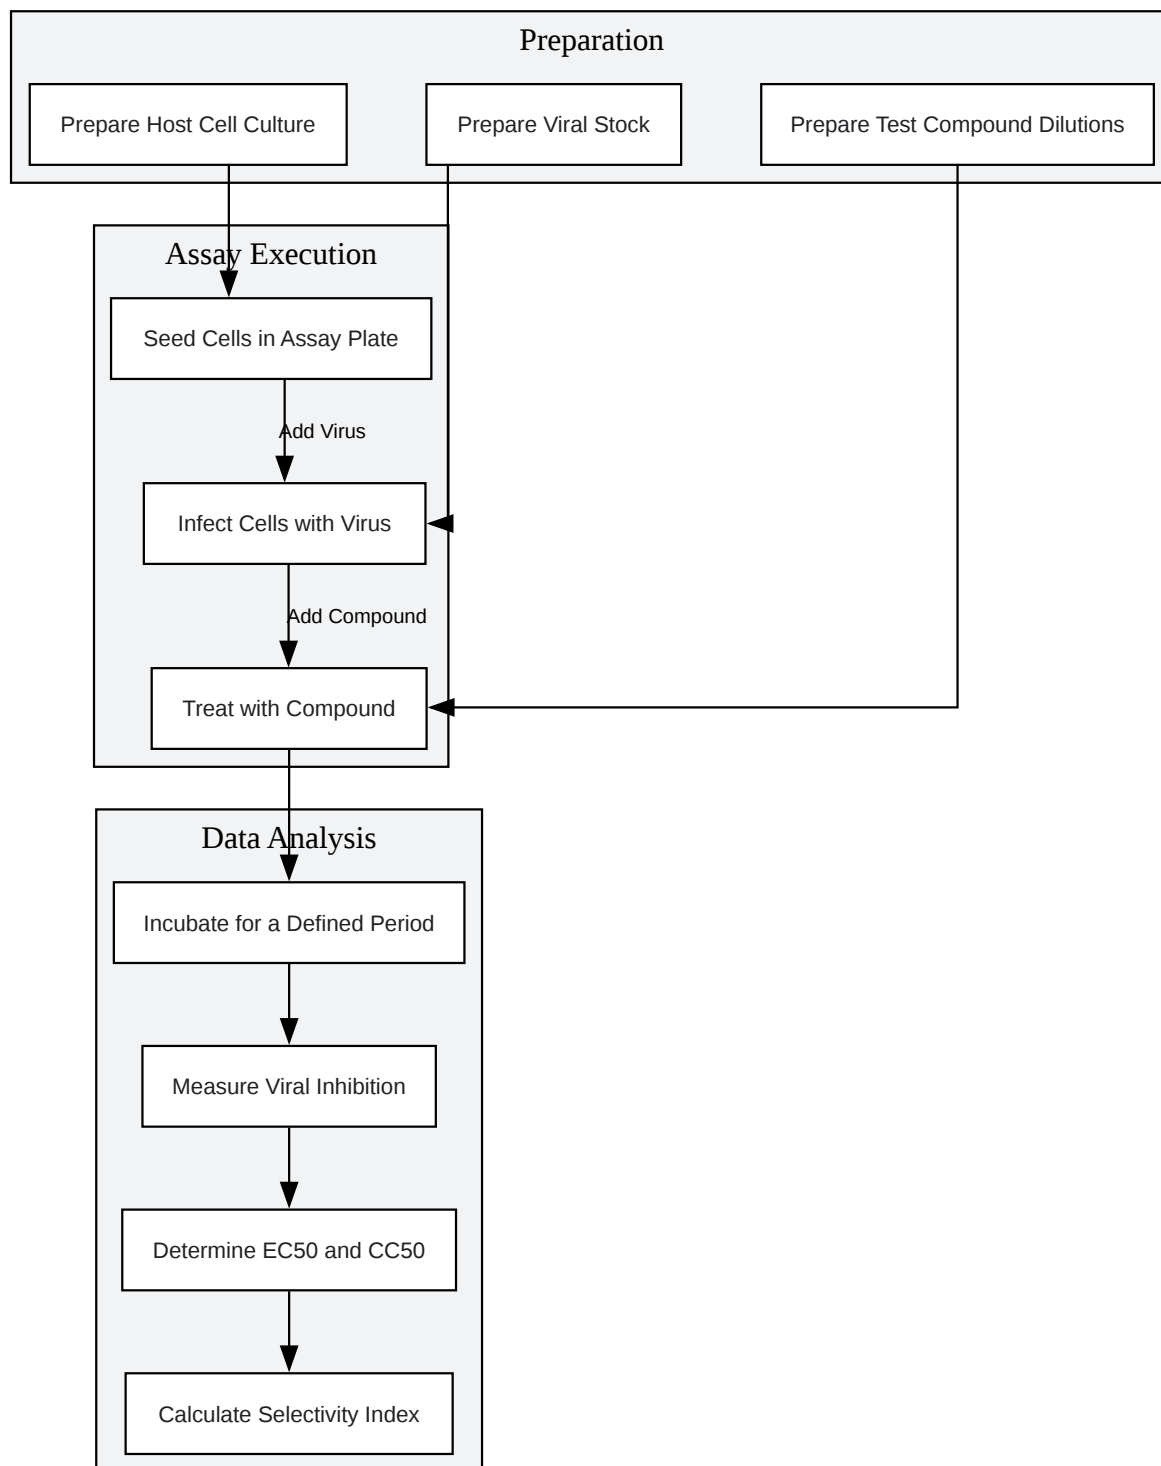 Preparation
Prepare Host Cell Culture
Prepare Viral Stock
Prepare Test Compound Dilutions
Assay Execution
Seed Cells in Assay Plate
Add Virus
Infect Cells with Virus
Add Compound
Treat with Compound
Data Analysis
Incubate for a Defined Period
Measure Viral Inhibition
Determine EC50 and CC50
Calculate Selectivity Index